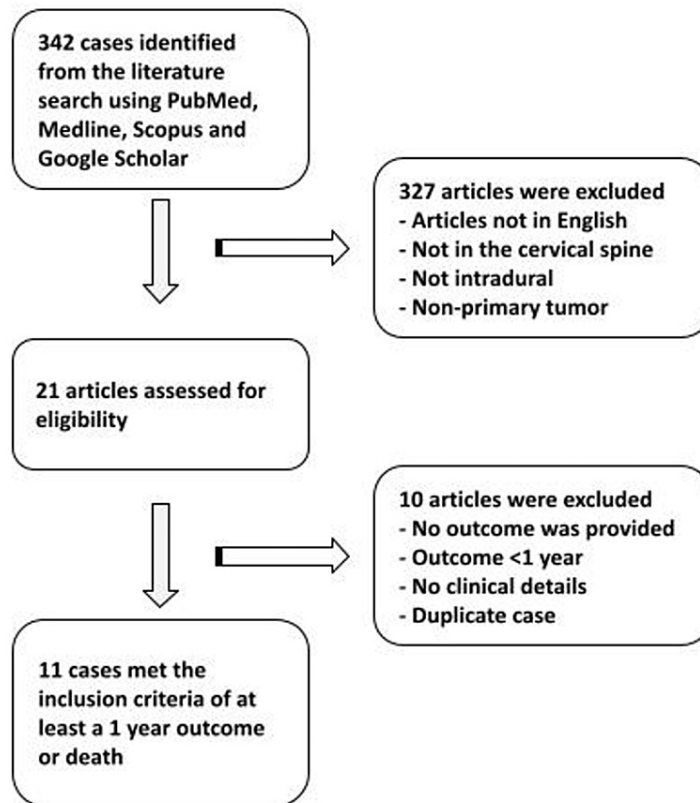 342 cases identified
from the literature
search using PubMed,
Medline, Scopus and
Google Scholar
327 articles were excluded
- Articles not in English
- Not in the cervical spine
- Not intradural
- Non-primary tumor
21 articles assessed for
eligibility
10 articles were excluded
- No outcome was provided
- Outcome <1 year
- No clinical details
- Duplicate case
11 cases met the
inclusion criteria of at
least a 1 year outcome
or death